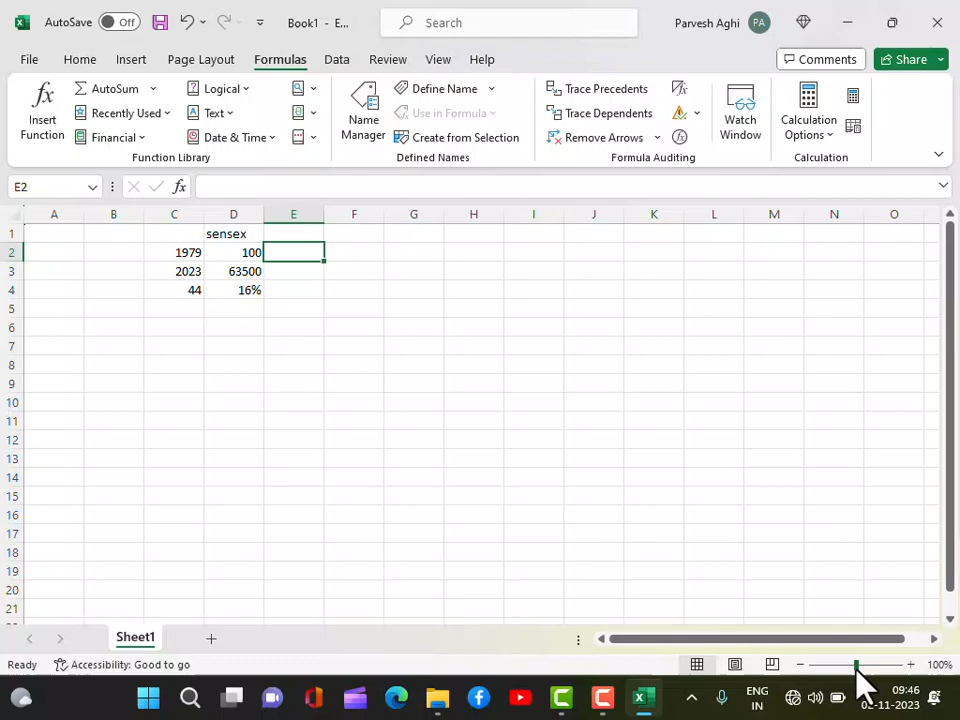 AutoSave Off Book1 - E... Search Parvesh Aghi PA
File Home Insert Page Layout Formulas Data Review View Help Comments Share
fx Insert Function
AutoSum
Recently Used
Financial
Logical
Text
Date & Time
Function Library
Name Manager
Define Name
Use in Formula
Create from Selection
Defined Names
Trace Precedents
Trace Dependents
Remove Arrows
Formula Auditing
Watch Window
Calculation Options
Calculation
E2 fx
A B C D E F G H I J K L M N O
1 sensex
2 1979 100
3 2023 63500
4 44 16%
5
6
7
8
9
10
11
12
13
14
15
16
17
18
19
20
21
Sheet1
Ready Accessibility: Good to go 100%
ENG 09:46
IN 02-11-2023